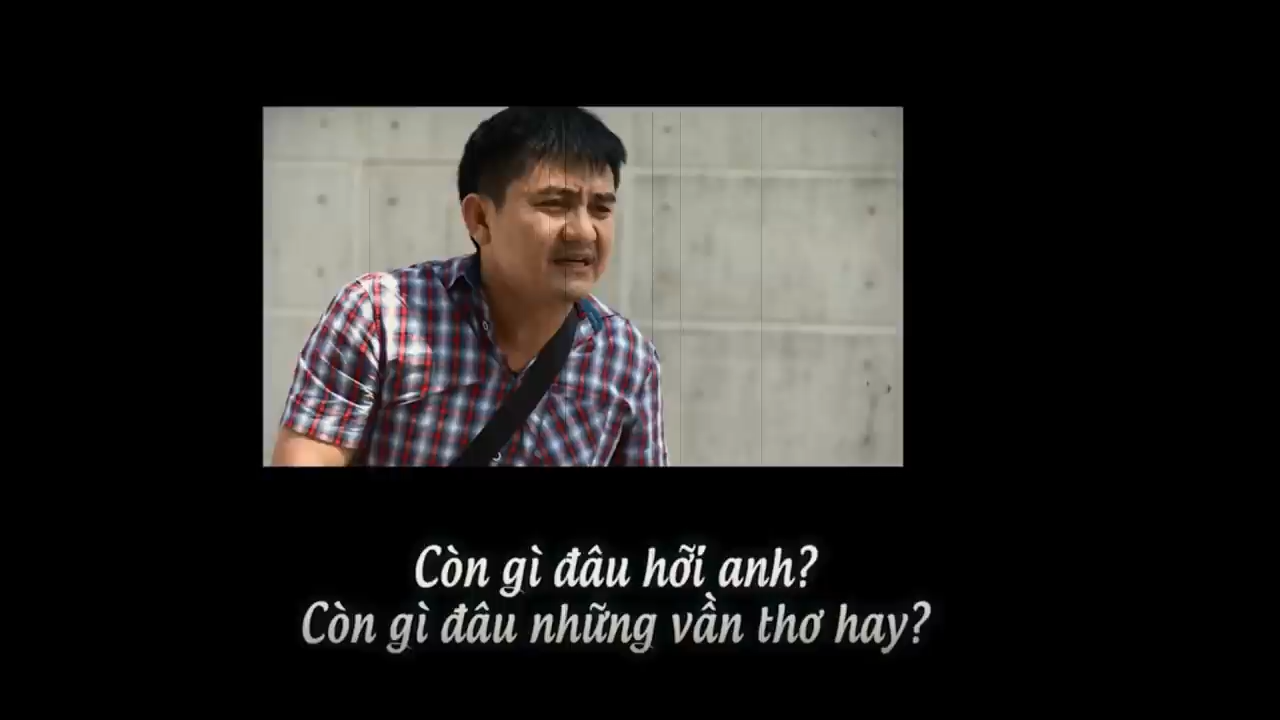 Còn gì đâu hỡi anh?
Còn gì đâu những vần thơ hay?